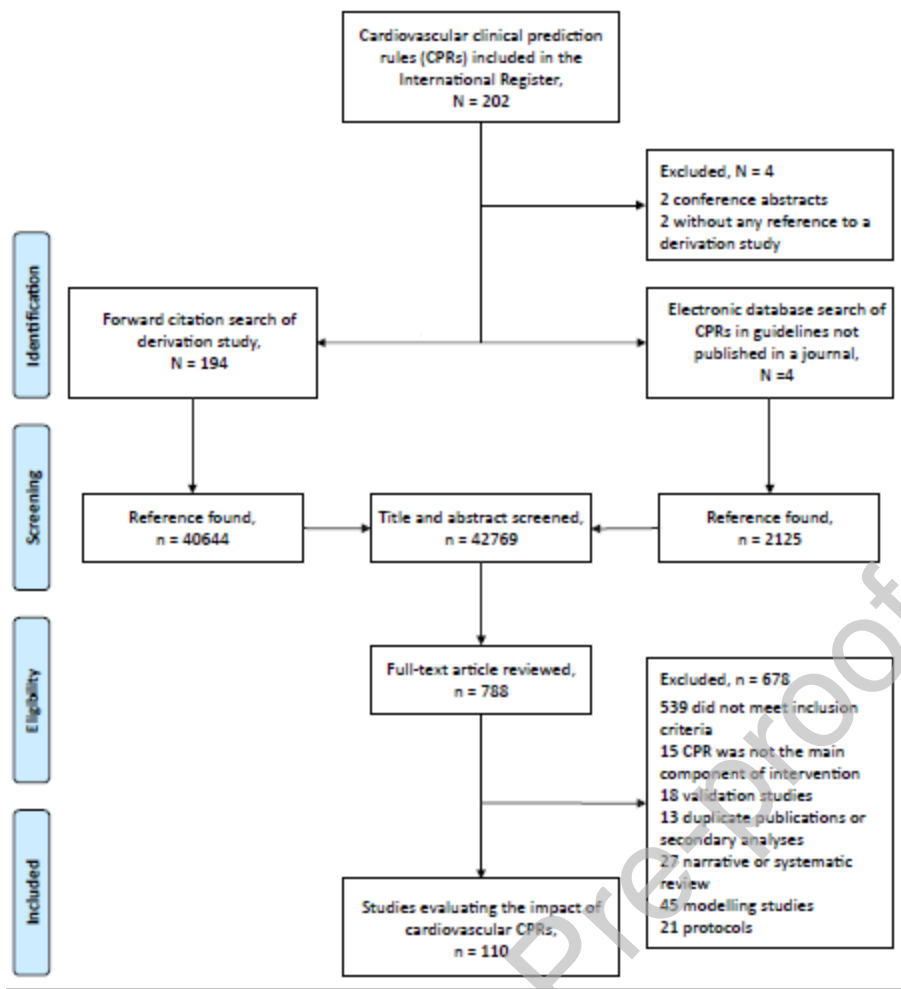 Cardiovascular clinical prediction
rules (CPRs) included in the
International Register,
N = 202
Excluded, N = 4
2 conference abstracts
2 without any reference to a
derivation study
Identification
Forward citation search of
derivation study,
N = 194
Electronic database search of
CPRs in guidelines not
published in a journal,
N =4
Screening
Reference found,
n = 40644
Title and abstract screened,
n = 42769
Reference found,
n = 2125
Eligibility
Full-text article reviewed,
n = 788
Excluded, n = 678
539 did not meet inclusion
criteria
15 CPR was not the main
component of intervention
18 validation studies
13 duplicate publications or
secondary analyses
27 narrative or systematic
review
45 modelling studies
21 protocols
Included
Studies evaluating the impact of
cardiovascular CPRs,
n = 110
Pre-proof